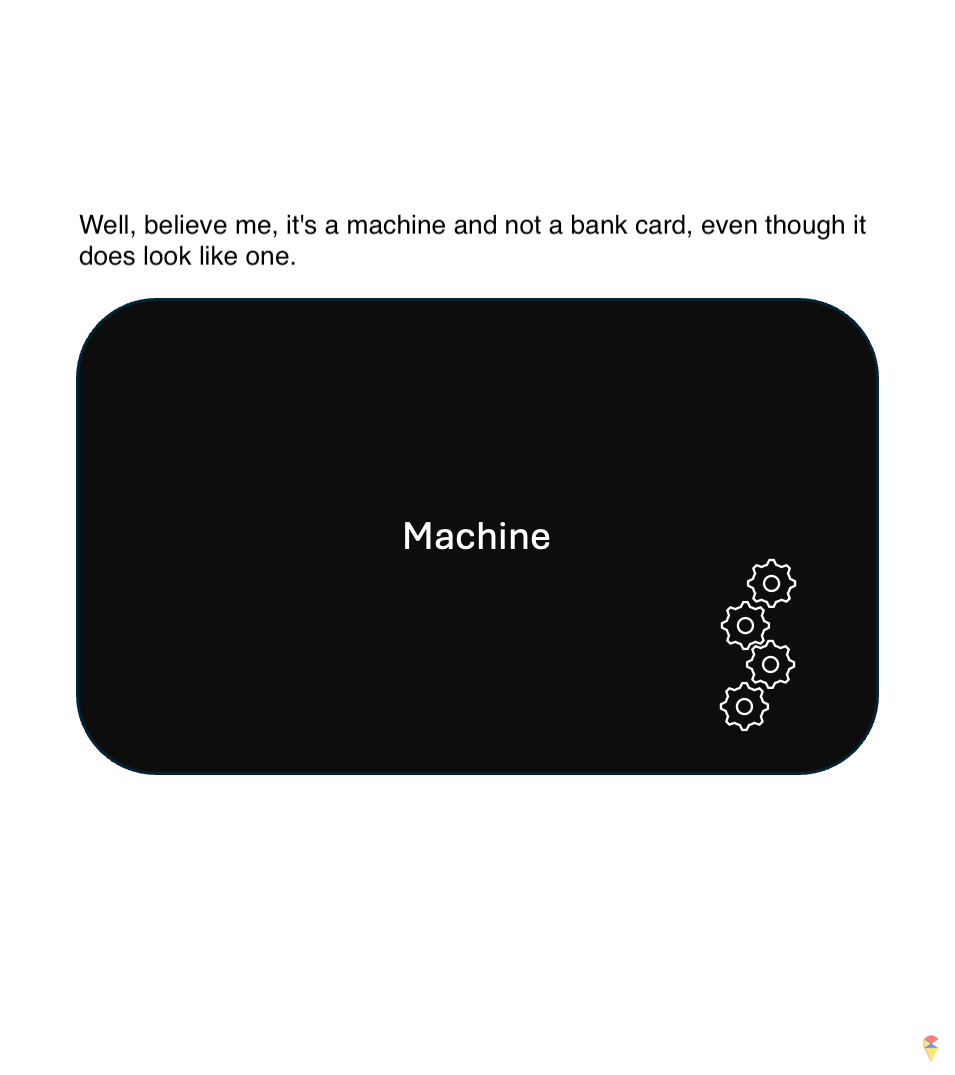 Well, believe me, it's a machine and not a bank card, even though it
does look like one.
Machine